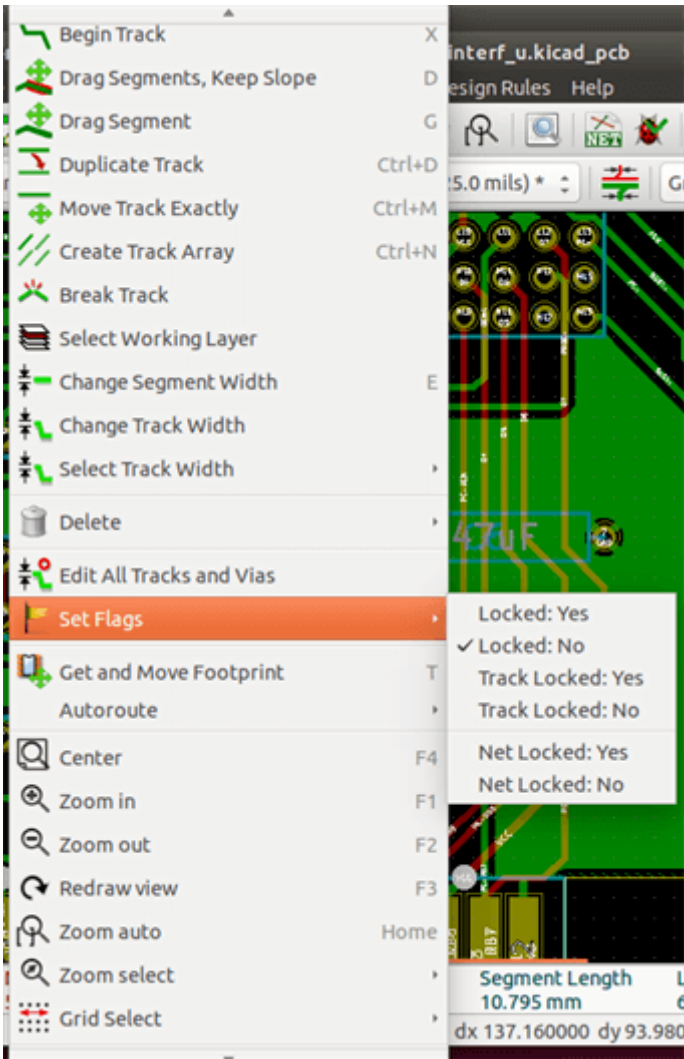 Begin Track X
Drag Segments, Keep Slope D
Drag Segment G
Duplicate Track Ctrl+D
Move Track Exactly Ctrl+M
Create Track Array Ctrl+N
Break Track
Select Working Layer
Change Segment Width E
Change Track Width
Select Track Width
Delete
Edit All Tracks and Vias
Set Flags
Get and Move Footprint T
Autoroute
Center F4
Zoom in F1
Zoom out F2
Redraw view F3
Zoom auto Home
Zoom select
Grid Select
interf_u.kicad_pcb
esign Rules Help
NET
5.0 mils) *
47uF
Locked: Yes
Locked: No
Track Locked: Yes
Track Locked: No
Net Locked: Yes
Net Locked: No
VCC
RB7
Segment Length
10.795 mm
dx 137.160000 dy 93.980